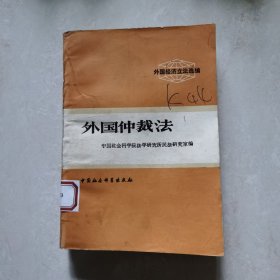 外国经济立法选编
外国仲裁法
中国社会科学院法学研究所民法研究室编
中国社会科学出版社